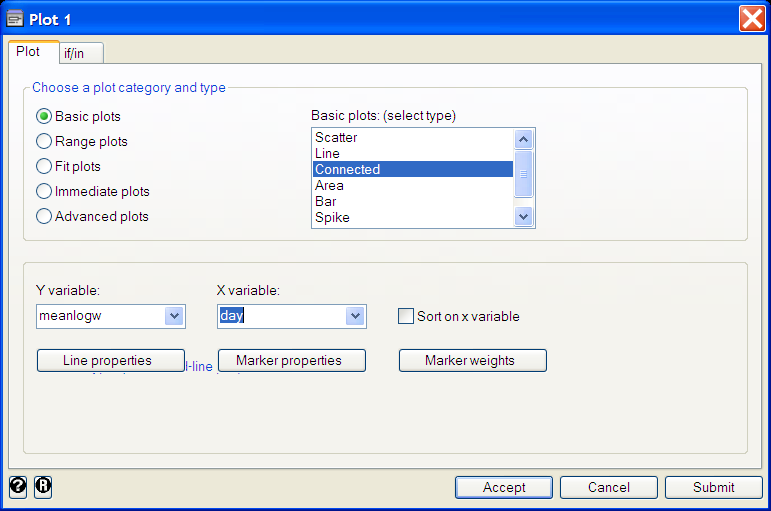 Plot 1
Plot if/in
Choose a plot category and type
Basic plots
Range plots
Fit plots
Immediate plots
Advanced plots
Basic plots: (select type)
Scatter
Line
Connected
Area
Bar
Spike
Y variable: X variable:
meanlogw day Sort on x variable
Line properties l-line Marker properties Marker weights
? R Accept Cancel Submit